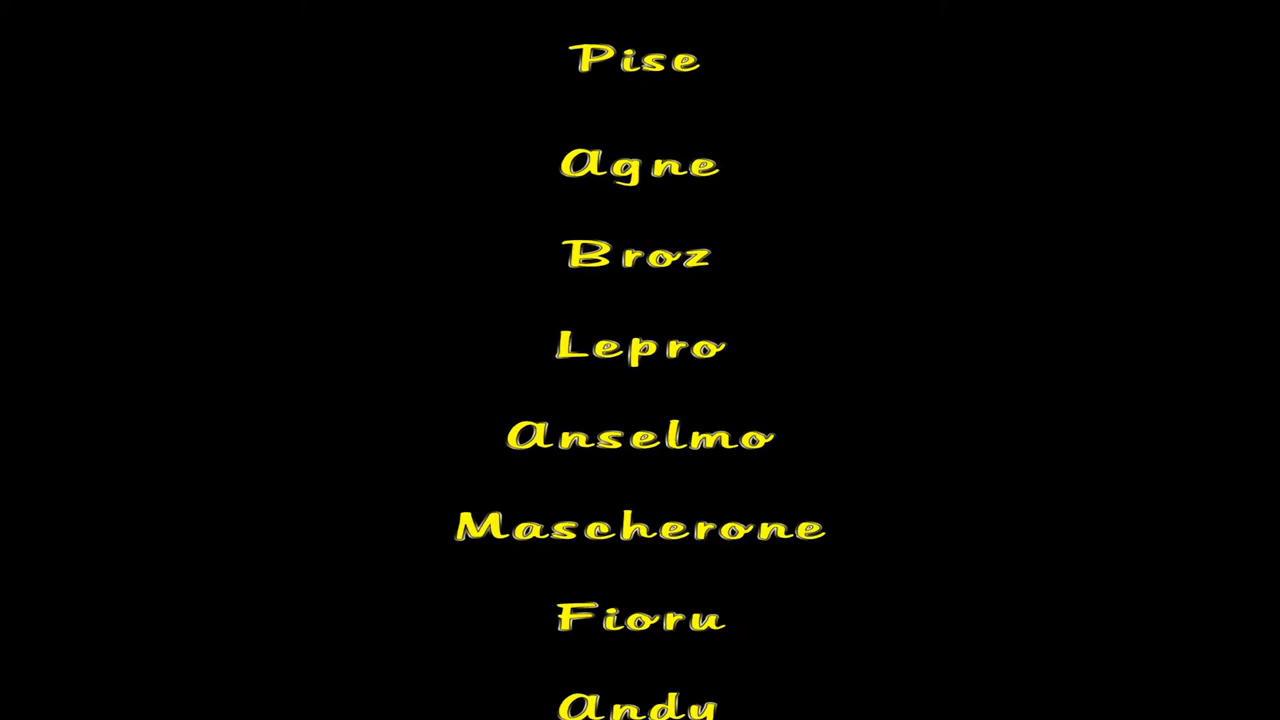 Pise
Agne
Broz
Lepro
Anselmo
Mascherone
Fioru
Andy